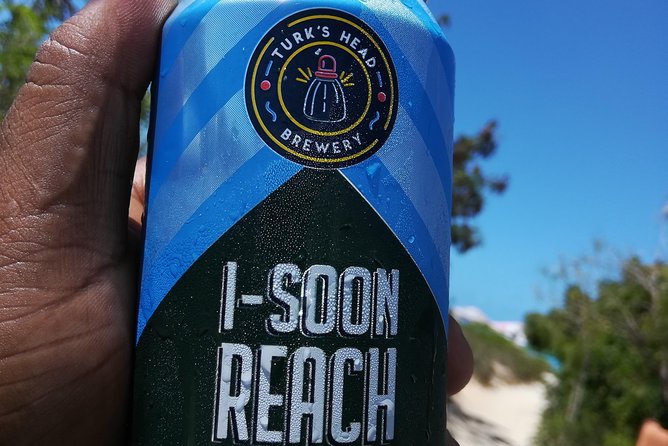 TURK'S HEAD
BREWERY
I-SOON
REACH